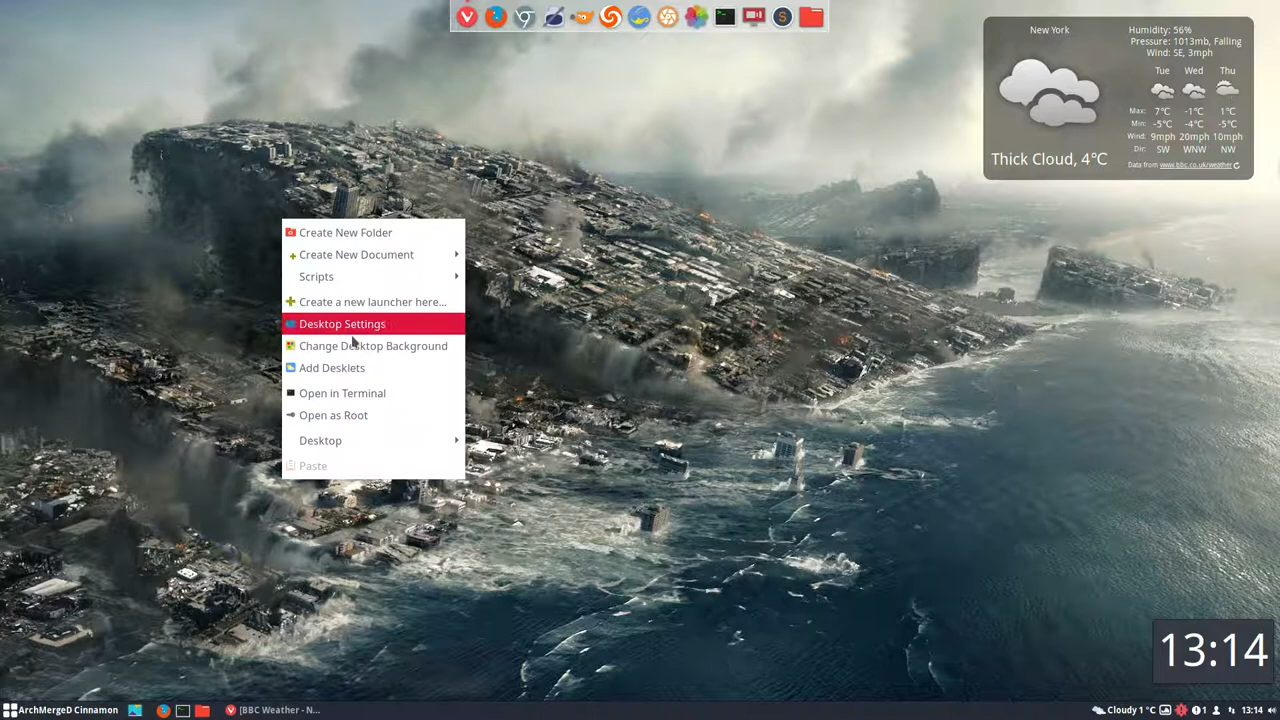 New York
Humidity: 56%
Pressure: 1013mb, Falling
Wind: SE, 3mph
Tue Wed Thu
Max: 7°C -1°C 1°C
Min: -5°C -4°C -5°C
Wind: 9mph 20mph 10mph
Dir: SW WNW NW
Thick Cloud, 4°C
Data from www.bbc.co.uk/weather
Create New Folder
Create New Document
Scripts
Create a new launcher here...
Desktop Settings
Change Desktop Background
Add Desklets
Open in Terminal
Open as Root
Desktop
Paste
13:14
ArchMergeD Cinnamon
[BBC Weather - N...
Cloudy 1 °C
1
13:14